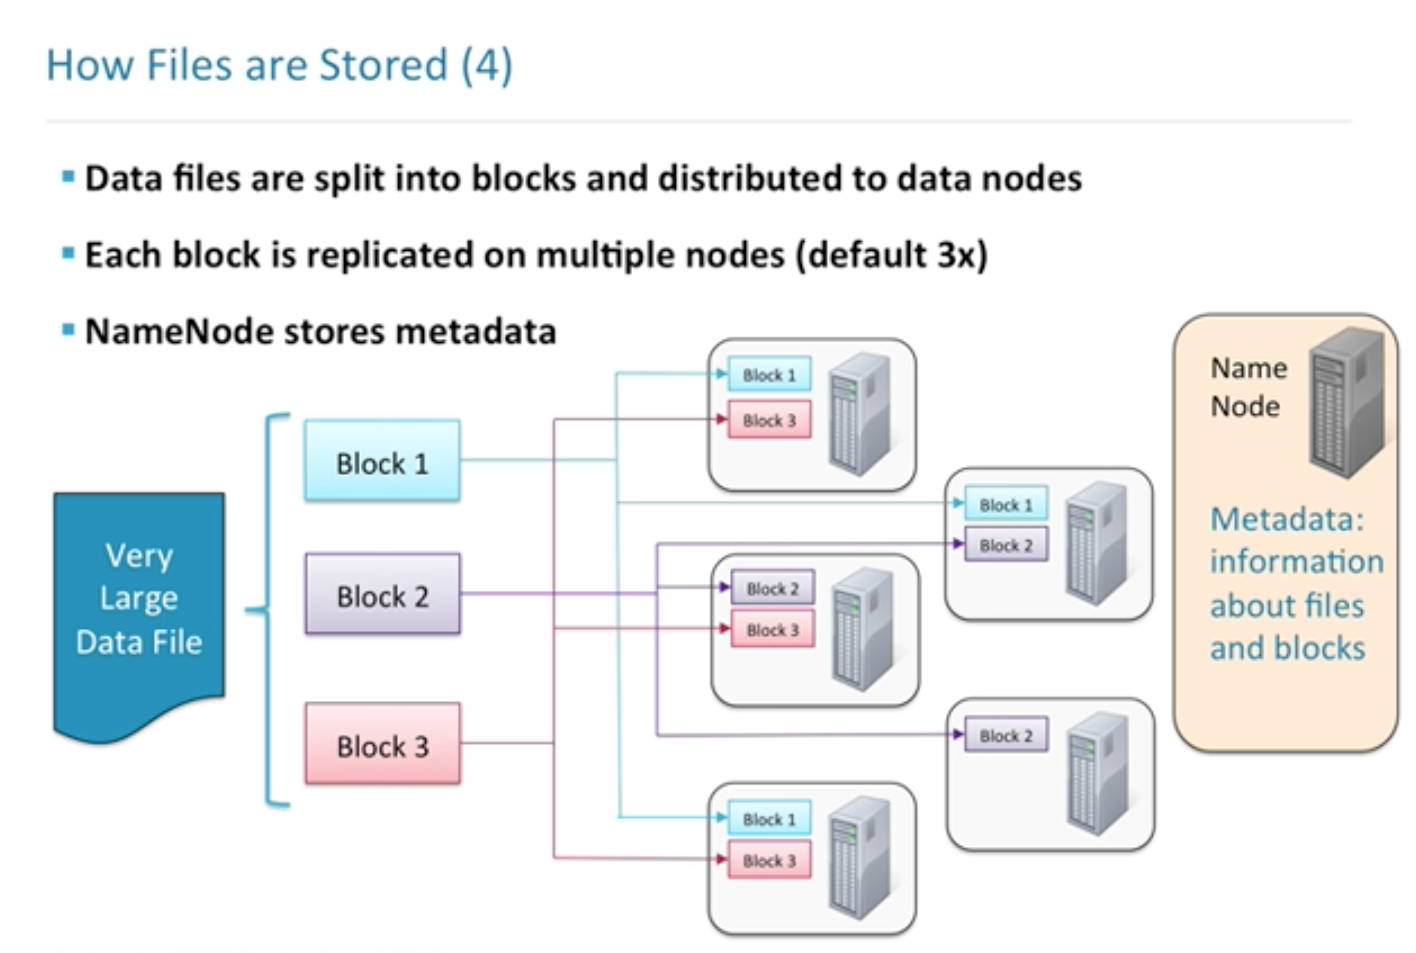 How Files are Stored (4)
Data files are split into blocks and distributed to data nodes
Each block is replicated on multiple nodes (default 3x)
NameNode stores metadata
Very
Large
Data File
Block 1
Block 2
Block 3
Block 1
Block 3
Block 1
Block 2
Block 2
Block 3
Block 2
Block 1
Block 3
Name
Node
Metadata:
information
about files
and blocks